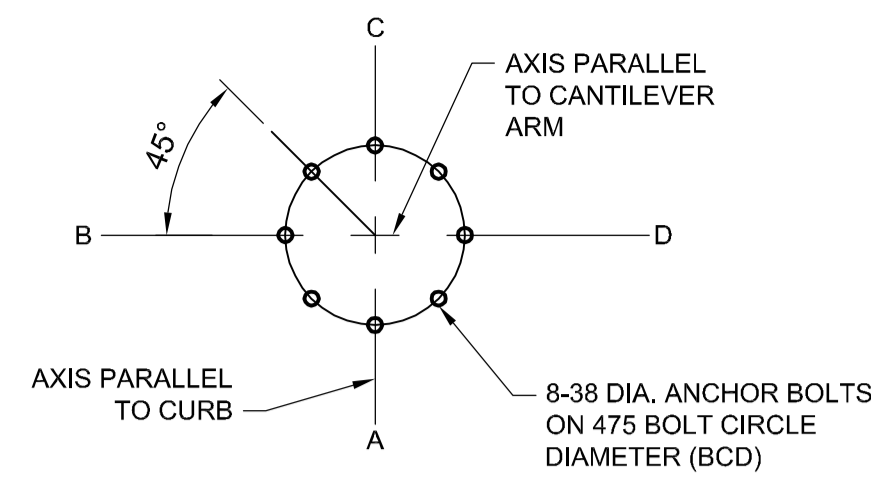 C
AXIS PARALLEL
TO CANTILEVER
ARM
45°
B
D
AXIS PARALLEL
TO CURB
A
8-38 DIA. ANCHOR BOLTS
ON 475 BOLT CIRCLE
DIAMETER (BCD)